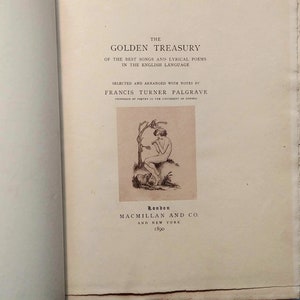 THE
GOLDEN TREASURY
OF THE BEST SONGS AND LYRICAL POEMS
IN THE ENGLISH LANGUAGE
SELECTED AND ARRANGED WITH NOTES BY
FRANCIS TURNER PALGRAVE
PROFESSOR OF POETRY IN THE UNIVERSITY OF OXFORD
London
MACMILLAN AND CO
AND NEW YORK
1890